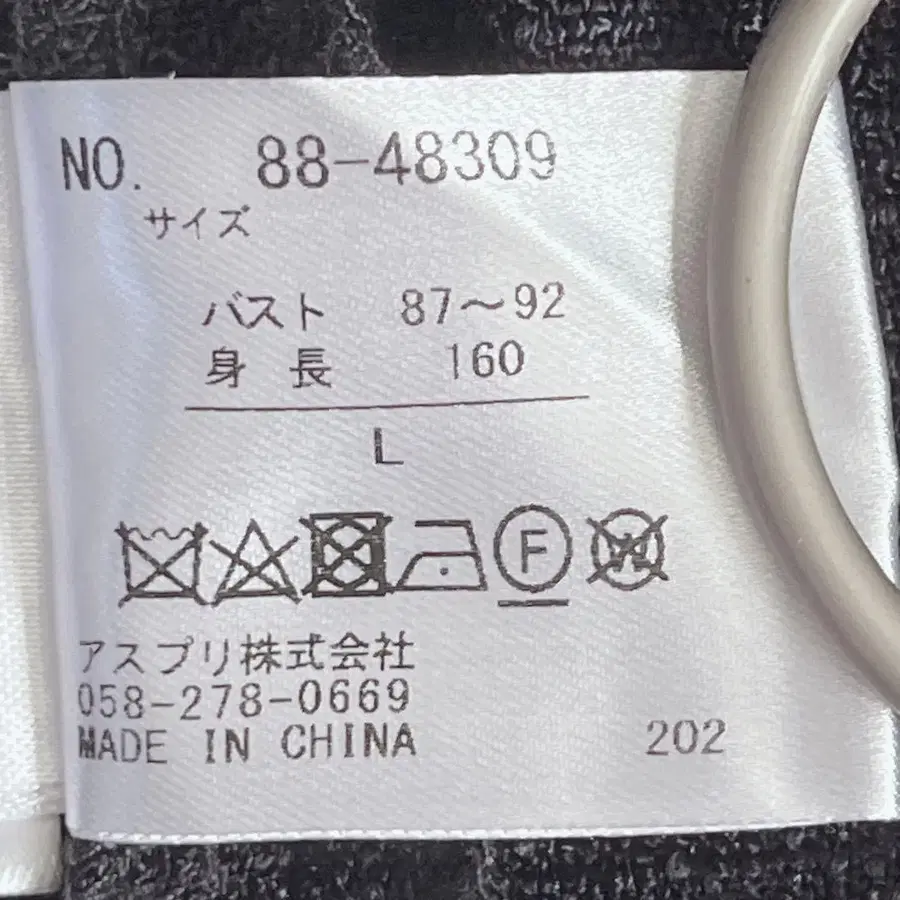 NO. 88-48309
サイズ
バスト 87～92
身長 160
L
F
W
アスプリ株式会社
058-278-0669
MADE IN CHINA 202